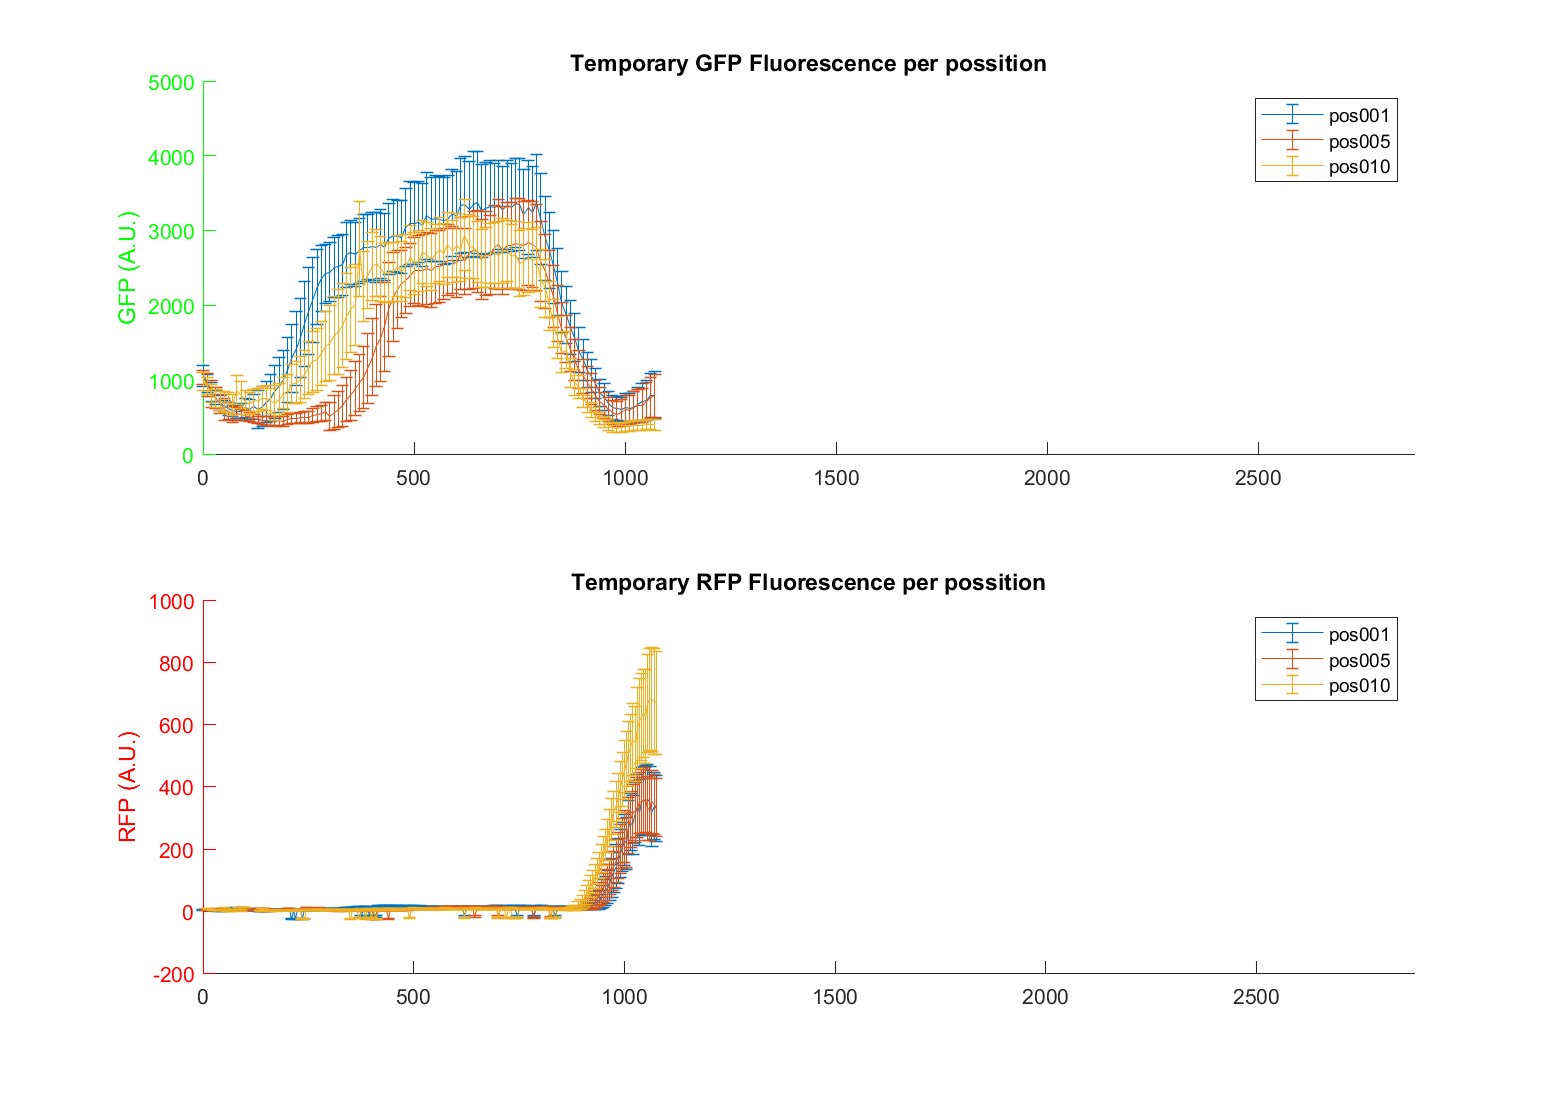 Temporary GFP Fluorescence per possition
5000
4000
3000
2000
1000
0
GFP (A.U.)
pos001
pos005
pos010
0 500 1000 1500 2000 2500
Temporary RFP Fluorescence per possition
1000
800
600
400
200
0
-200
RFP (A.U.)
pos001
pos005
pos010
0 500 1000 1500 2000 2500